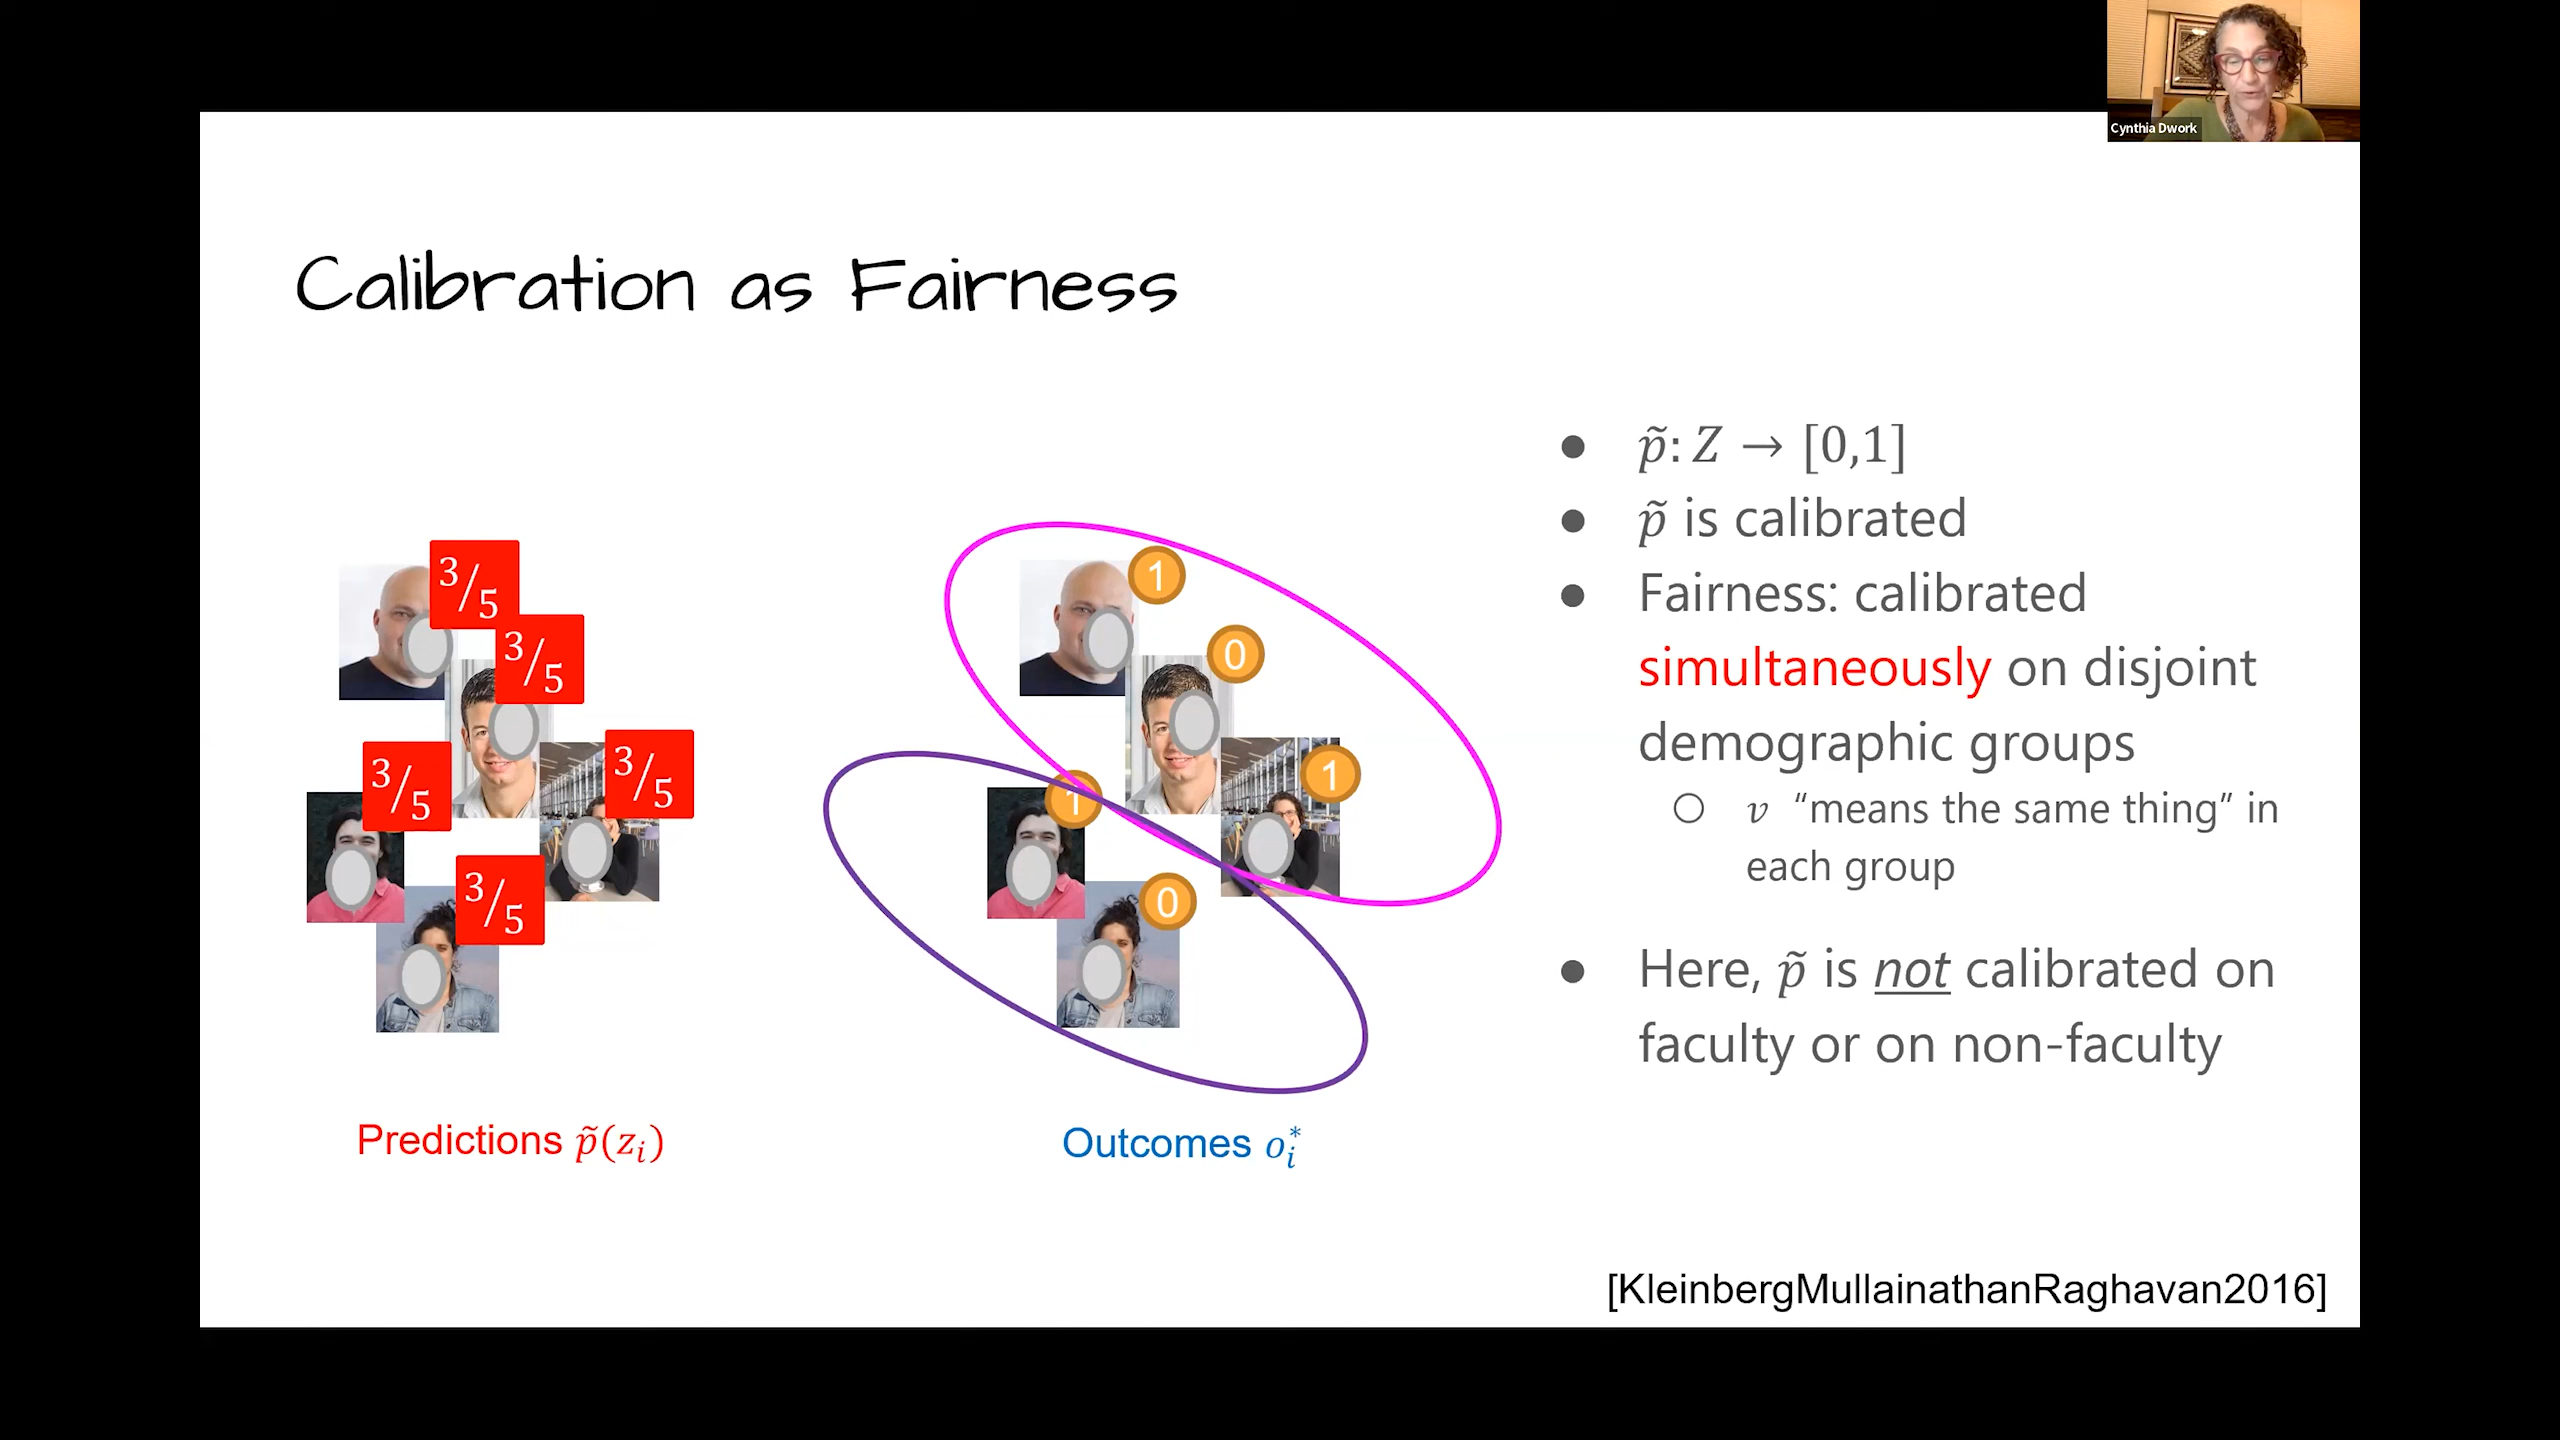 Cynthia Dwork
Calibration as Fairness
3/5
3/5
3/5
3/5
3/5
Predictions p̃(zᵢ)
1
0
1
1
0
Outcomes oᵢ*
● p̃: Z → [0,1]
● p̃ is calibrated
● Fairness: calibrated
simultaneously on disjoint
demographic groups
○ v “means the same thing” in
each group
● Here, p̃ is not calibrated on
faculty or on non-faculty
[KleinbergMullainathanRaghavan2016]